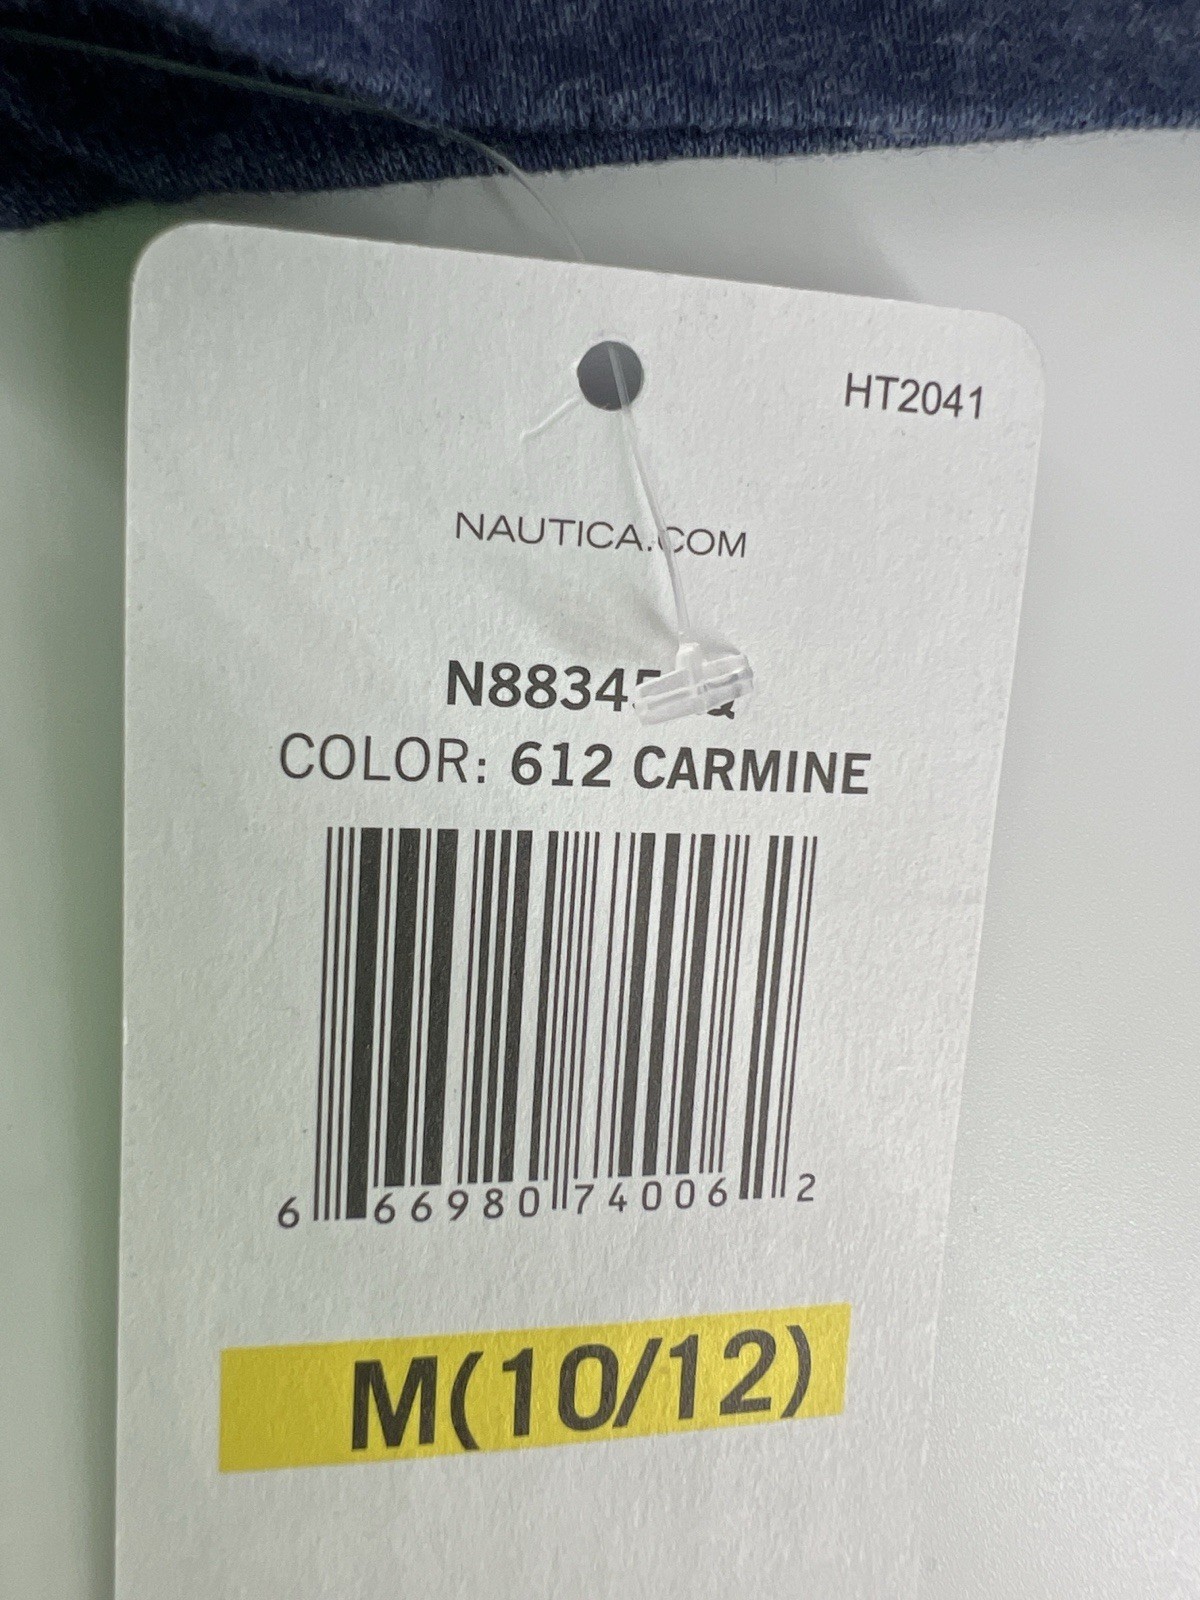 HT2041
NAUTICA.COM
COLOR: 612 CARMINE
6 66980 74006 2
M(10/12)